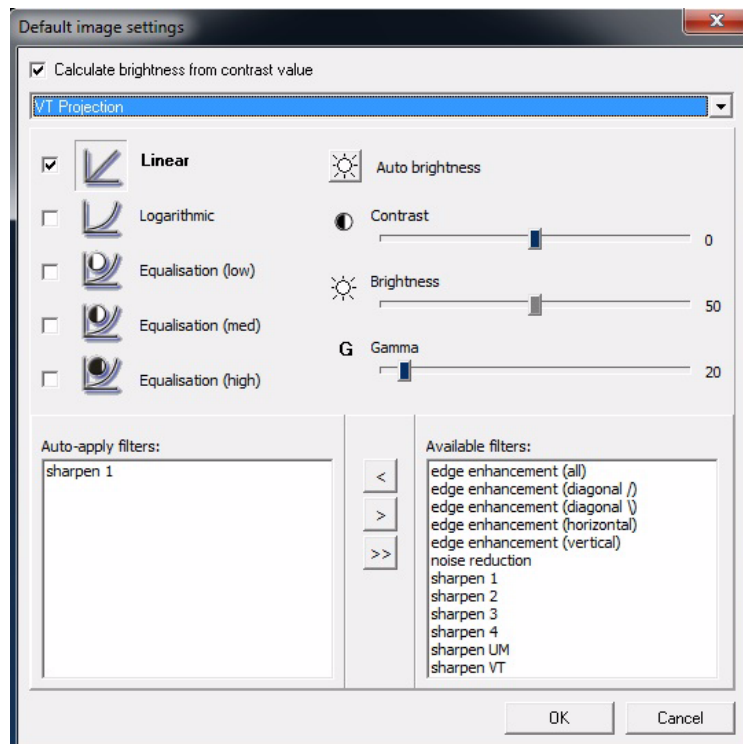 Default image settings
Calculate brightness from contrast value
VT Projection
Linear
Auto brightness
Logarithmic
Contrast
0
Equalisation (low)
Brightness
50
Equalisation (med)
G Gamma
20
Equalisation (high)
Auto-apply filters:
sharpen 1
<
>
>>
Available filters:
edge enhancement (all)
edge enhancement (diagonal /)
edge enhancement (diagonal \)
edge enhancement (horizontal)
edge enhancement (vertical)
noise reduction
sharpen 1
sharpen 2
sharpen 3
sharpen 4
sharpen UM
sharpen VT
OK
Cancel